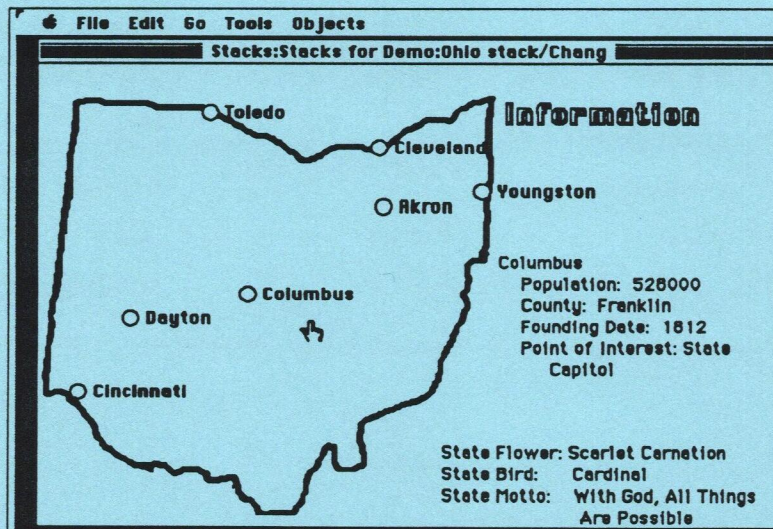 File Edit Go Tools Objects
Stacks:Stacks for Demo:Ohio stack/Chang
Toledo
Information
Cleveland
Akron
Youngston
Columbus
Population: 528000
County: Franklin
Founding Date: 1812
Point of Interest: State
Capitol
Columbus
Dayton
Cincinnati
State Flower: Scarlet Carnation
State Bird: Cardinal
State Motto: With God, All Things
Are Possible